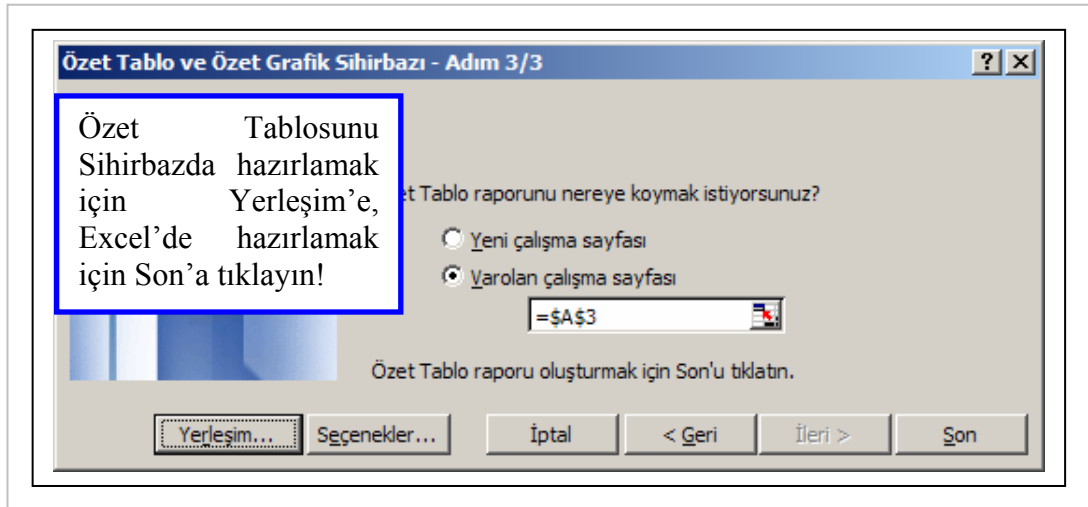 Özet Tablo ve Özet Grafik Sihirbazı - Adım 3/3
Özet Tablosunu
Sihirbazda hazırlamak
için Yerleşim’e,
Excel’de hazırlamak
için Son’a tıklayın!
Tablo raporunu nereye koymak istiyorsunuz?
Yeni çalışma sayfası
Varolan çalışma sayfası
=$A$3
Özet Tablo raporu oluşturmak için Son'u tıklatın.
Yerleşim... Seçenekler... İptal < Geri İleri > Son